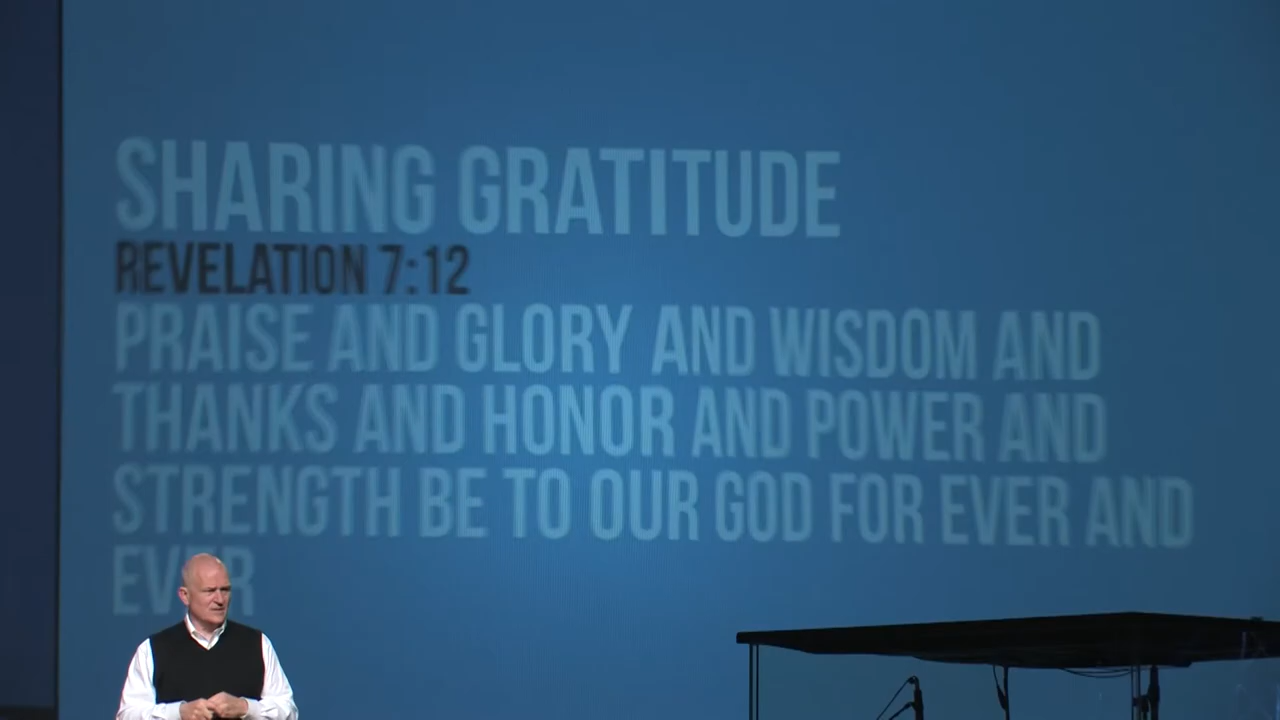 SHARING GRATITUDE
REVELATION 7:12
PRAISE AND GLORY AND WISDOM AND
THANKS AND HONOR AND POWER AND
STRENGTH BE TO OUR GOD FOR EVER AND
EVER